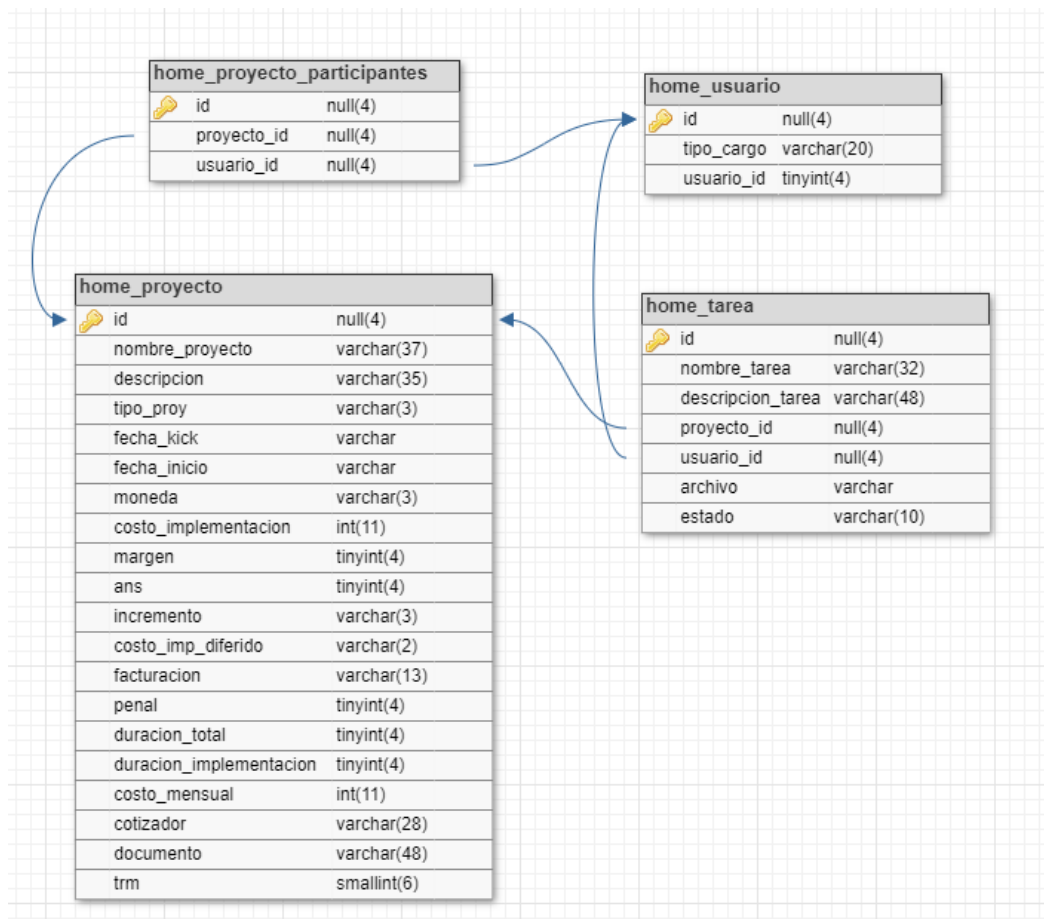 home_proyecto_participantes
id null(4)
proyecto_id null(4)
usuario_id null(4)
home_usuario
id null(4)
tipo_cargo varchar(20)
usuario_id tinyint(4)
home_proyecto
id null(4)
nombre_proyecto varchar(37)
descripcion varchar(35)
tipo_proy varchar(3)
fecha_kick varchar
fecha_inicio varchar
moneda varchar(3)
costo_implementacion int(11)
margen tinyint(4)
ans tinyint(4)
incremento varchar(3)
costo_imp_diferido varchar(2)
facturacion varchar(13)
penal tinyint(4)
duracion_total tinyint(4)
duracion_implementacion tinyint(4)
costo_mensual int(11)
cotizador varchar(28)
documento varchar(48)
trm smallint(6)
home_tarea
id null(4)
nombre_tarea varchar(32)
descripcion_tarea varchar(48)
proyecto_id null(4)
usuario_id null(4)
archivo varchar
estado varchar(10)